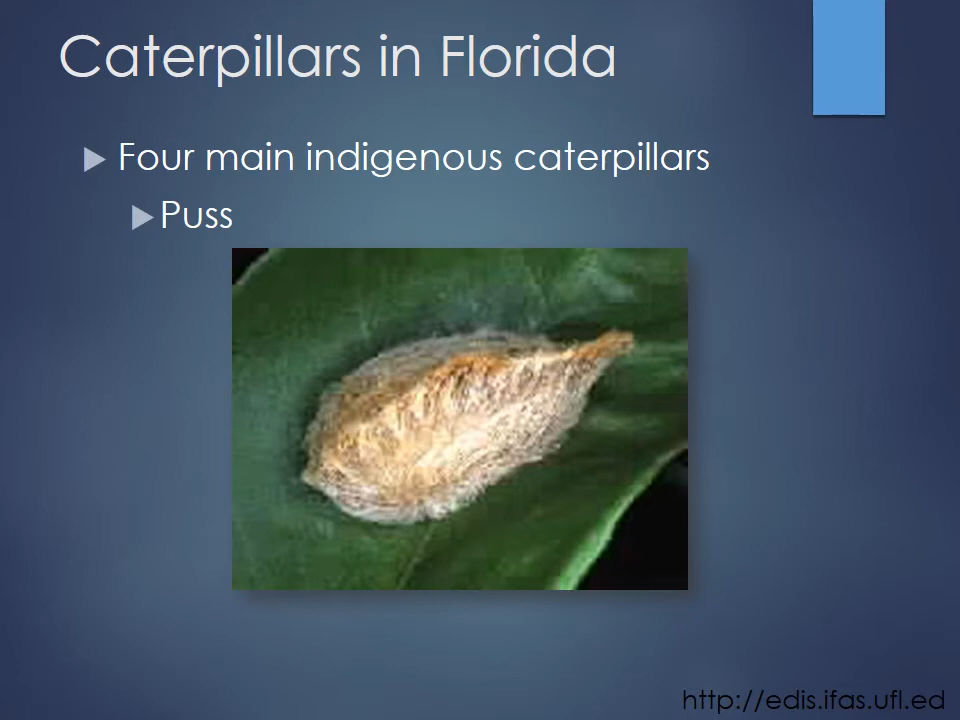 Caterpillars in Florida
Four main indigenous caterpillars
Puss
http://edis.ifas.ufl.ed